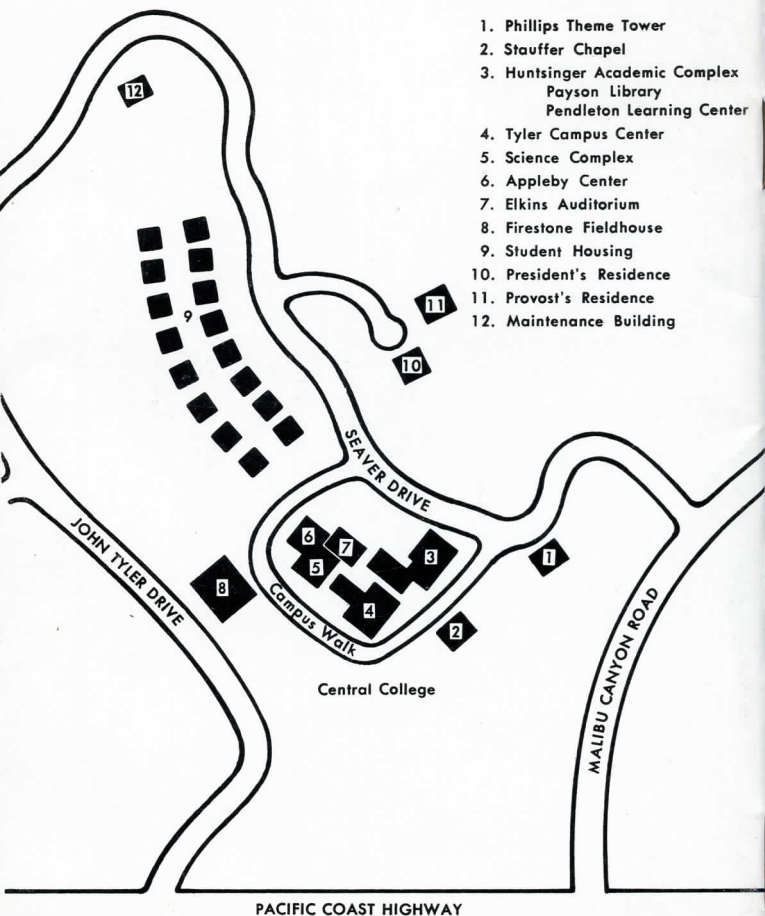 1. Phillips Theme Tower
2. Stauffer Chapel
3. Huntsinger Academic Complex
Payson Library
Pendleton Learning Center
4. Tyler Campus Center
5. Science Complex
6. Appleby Center
7. Elkins Auditorium
8. Firestone Fieldhouse
9. Student Housing
10. President's Residence
11. Provost's Residence
12. Maintenance Building
12
9
11
10
SEAVER DRIVE
JOHN TYLER DRIVE
6
7
5
3
1
8
4
2
Campus Walk
MALIBU CANYON ROAD
Central College
PACIFIC COAST HIGHWAY